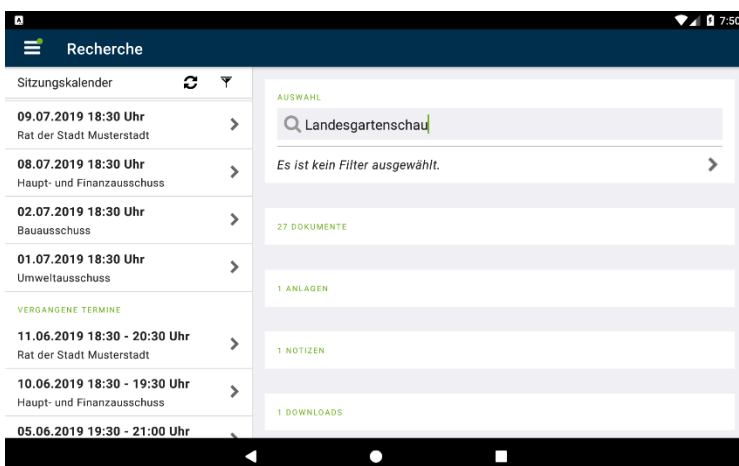 7:50
Recherche
Sitzungskalender
09.07.2019 18:30 Uhr
Rat der Stadt Musterstadt
08.07.2019 18:30 Uhr
Haupt- und Finanzausschuss
02.07.2019 18:30 Uhr
Bauausschuss
01.07.2019 18:30 Uhr
Umweltausschuss
VERGANGENE TERMINE
11.06.2019 18:30 - 20:30 Uhr
Rat der Stadt Musterstadt
10.06.2019 18:30 - 19:30 Uhr
Haupt- und Finanzausschuss
05.06.2019 19:30 - 21:00 Uhr
AUSWAHL
Landesgartenschau
Es ist kein Filter ausgewählt.
27 DOKUMENTE
1 ANLAGEN
1 NOTIZEN
1 DOWNLOADS